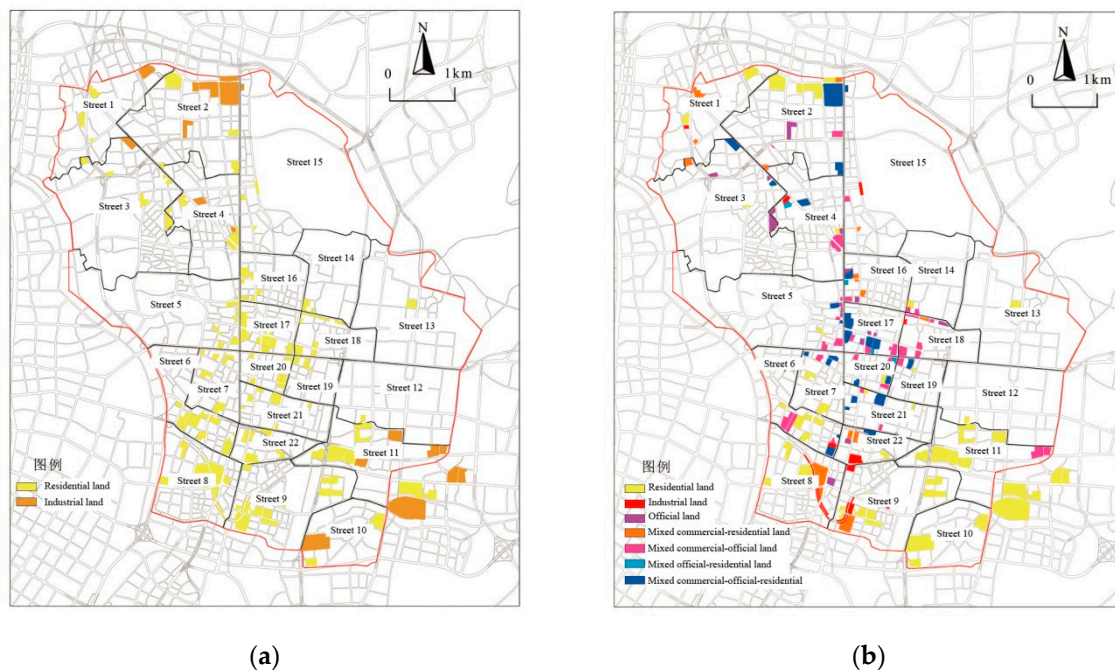 N
0
1km
Street 1
Street 2
Street 15
Street 3
Street 4
Street 14
Street 16
Street 5
Street 13
Street 17
Street 18
Street 6
Street 20
Street 7
Street 19
Street 12
Street 21
Street 22
Street 11
Street 8
Street 9
Street 10
图例
Residential land
Industrial land
(a)
N
0
1km
Street 1
Street 2
Street 15
Street 3
Street 4
Street 16
Street 14
Street 5
Street 13
Street 17
Street 18
Street 6
Street 20
Street 7
Street 19
Street 12
Street 21
Street 22
Street 11
Street 8
Street 9
Street 10
图例
Residential land
Industrial land
Official land
Mixed commercial-residential land
Mixed commercial-official land
Mixed official-residential land
Mixed commercial-official-residential
(b)